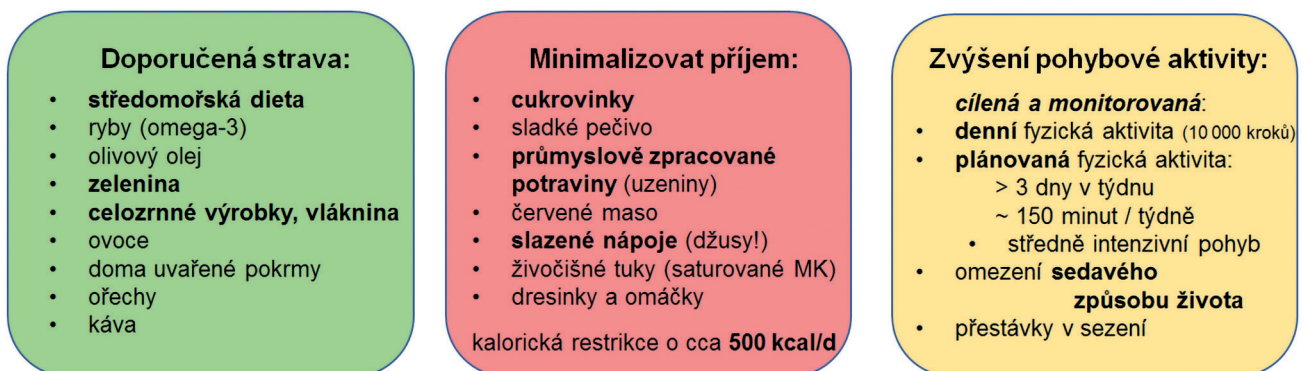 Doporučená strava:
• středomořská dieta
• ryby (omega-3)
• olivový olej
• zelenina
• celozrnné výrobky, vláknina
• ovoce
• doma uvařené pokrmy
• ořechy
• káva
Minimalizovat příjem:
• cukrovinky
• sladké pečivo
• průmyslově zpracované
potraviny (uzeniny)
• červené maso
• slazené nápoje (džusy!)
• živočišné tuky (saturované MK)
• dresinky a omáčky
kalorická restrikce o cca 500 kcal/d
Zvýšení pohybové aktivity:
cílená a monitorovaná:
• denní fyzická aktivita (10 000 kroků)
• plánovaná fyzická aktivita:
> 3 dny v týdnu
~ 150 minut / týdně
• středně intenzivní pohyb
• omezení sedavého
způsobu života
• přestávky v sezení